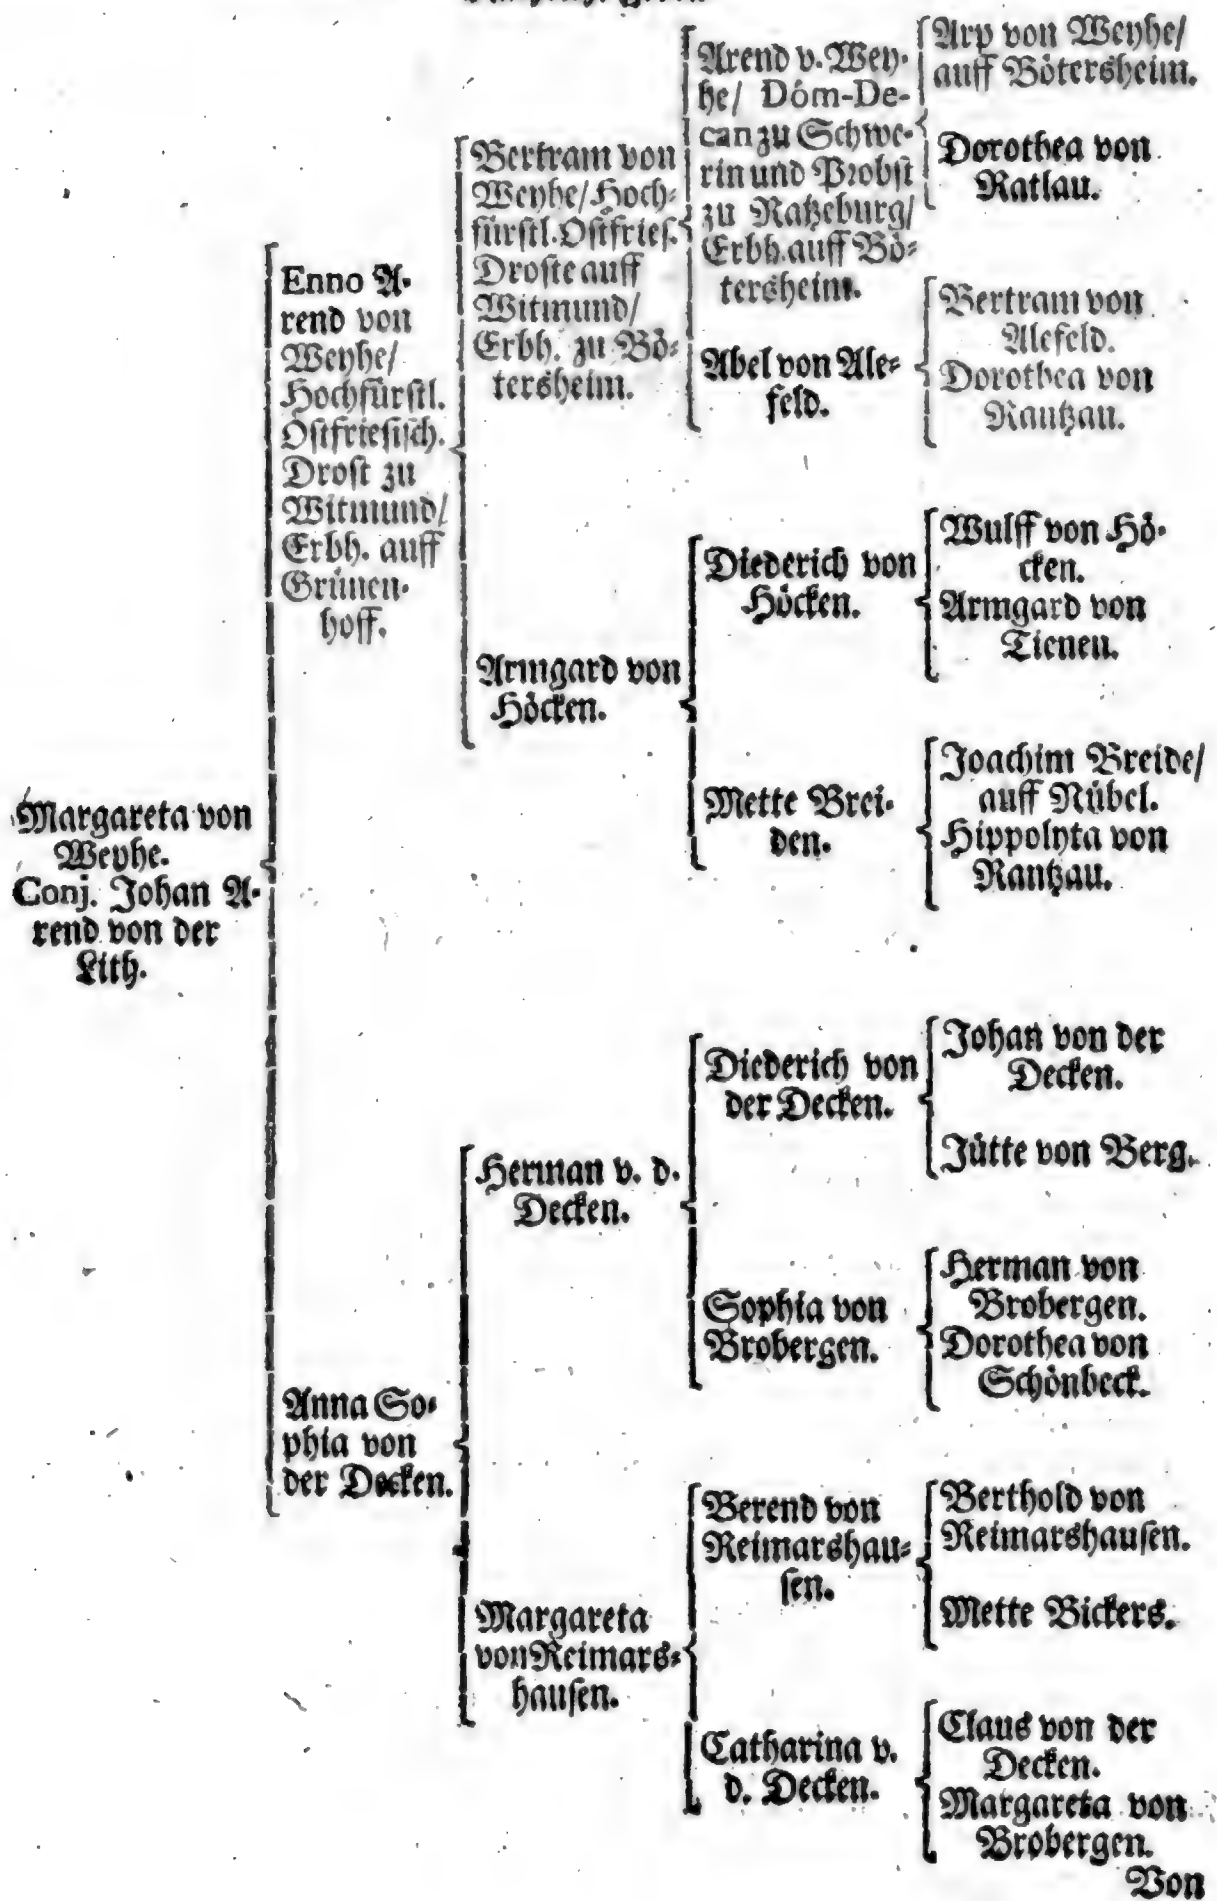 Margareta von
Weyhe.
Conj. Johan A-
rend von der
Lith.
Enno A-
rend von
Weyhe/
Hochfürstl.
Ostfriesisch.
Drost zu
Witmund/
Erbh. auff
Grünen-
hoff.
Anna So-
phia von
der Decken.
Bertram von
Weyhe/ Hoch-
fürstl. Ostfries.
Droste auff
Witmund/
Erbh. zu Bö-
tersheim.
Armgard von
Höcken.
Herman v. d.
Decken.
Margareta
von Reimars-
hausen.
Arend v. Wey-
he/ Dóm-De-
can zu Schwe-
rin und Probst
zu Ratzeburg/
Erbh. auff Bö-
tersheim.
Abel von Ale-
feld.
Diederich von
Höcken.
Mette Brei-
den.
Diederich von
der Decken.
Sophia von
Brobergen.
Berend von
Reimarshau-
sen.
Catharina v.
d. Decken.
Arp von Weyhe/
auff Bötersheim.
Dorothea von
Ratlau.
Bertram von
Alefeld.
Dorothea von
Rantzau.
Wulff von Hö-
cken.
Armgard von
Tienen.
Joachim Breide/
auff Nübel.
Hippolyta von
Rantzau.
Johan von der
Decken.
Jütte von Berg.
Herman von
Brobergen.
Dorothea von
Schönbeck.
Berthold von
Reimarshausen.
Mette Bickers.
Claus von der
Decken.
Margareta von
Brobergen.
Von